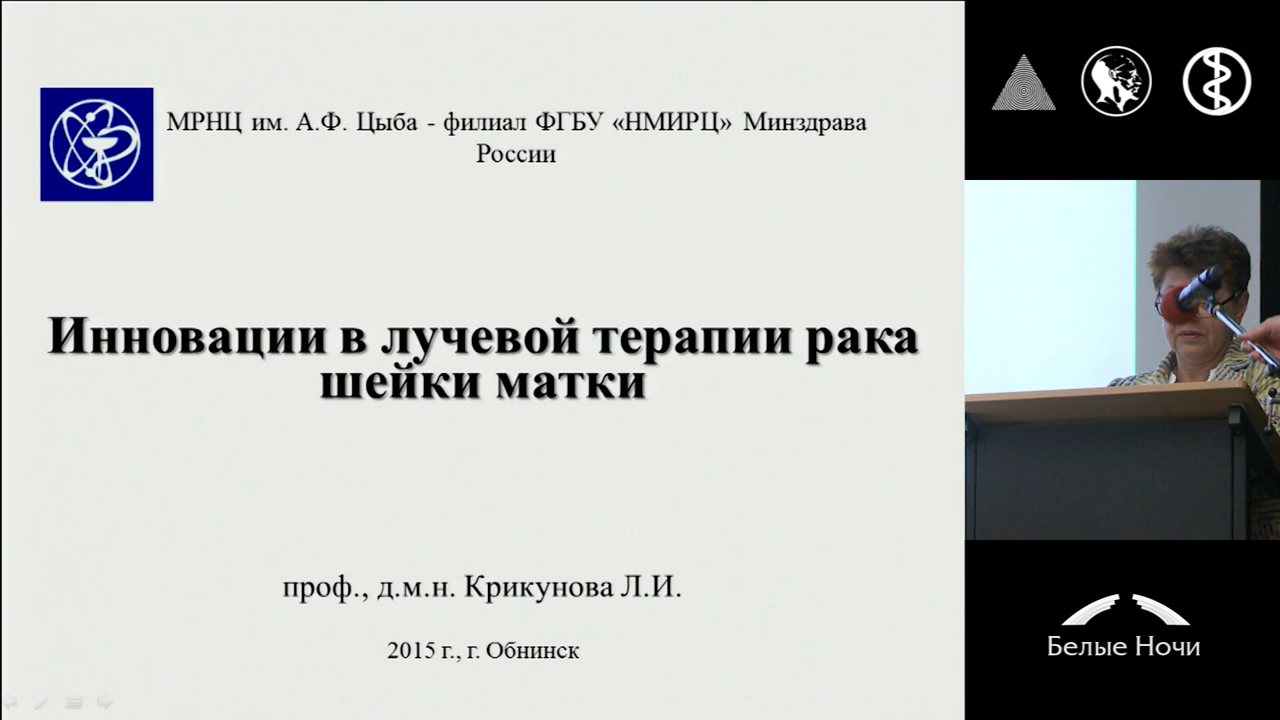 МРНЦ им. А.Ф. Цыба - филиал ФГБУ «НМИРЦ» Минздрава
России
Инновации в лучевой терапии рака
шейки матки
проф., д.м.н. Крикунова Л.И.
2015 г., г. Обнинск
Белые Ночи